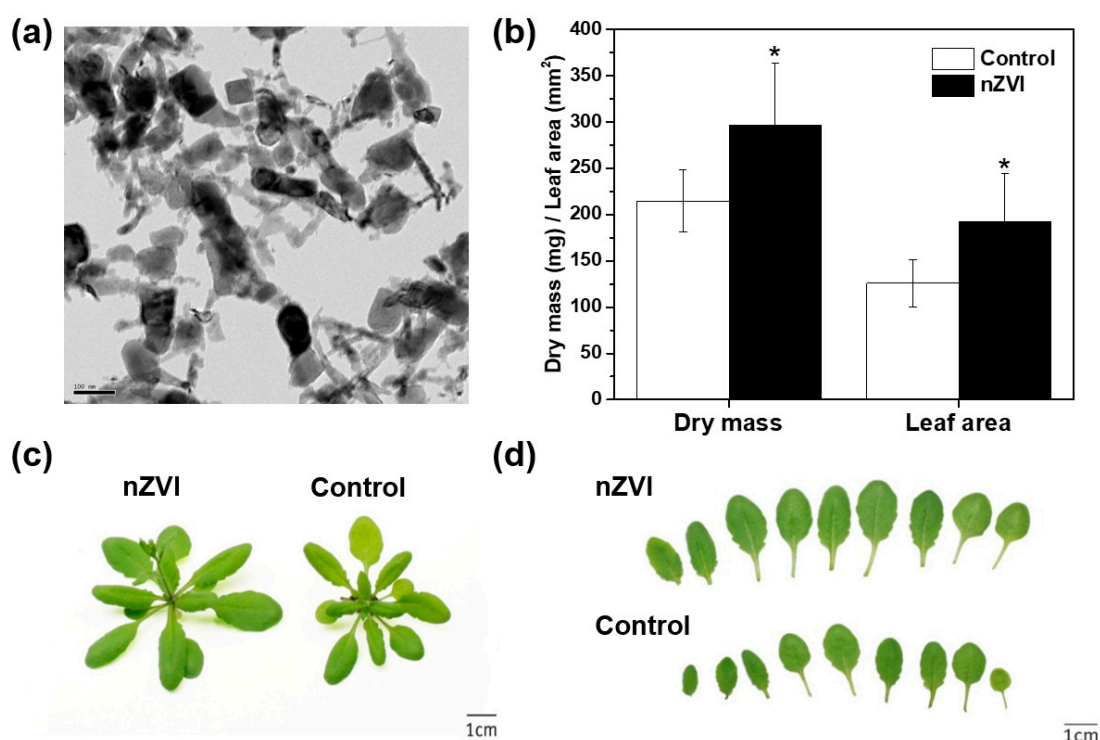 (a)
100 nm
(b)
400
350
300
250
200
150
100
50
0
Dry mass (mg) / Leaf area (mm²)
*
*
Control
nZVI
Dry mass
Leaf area
(c)
nZVI
Control
1cm
(d)
nZVI
Control
1cm